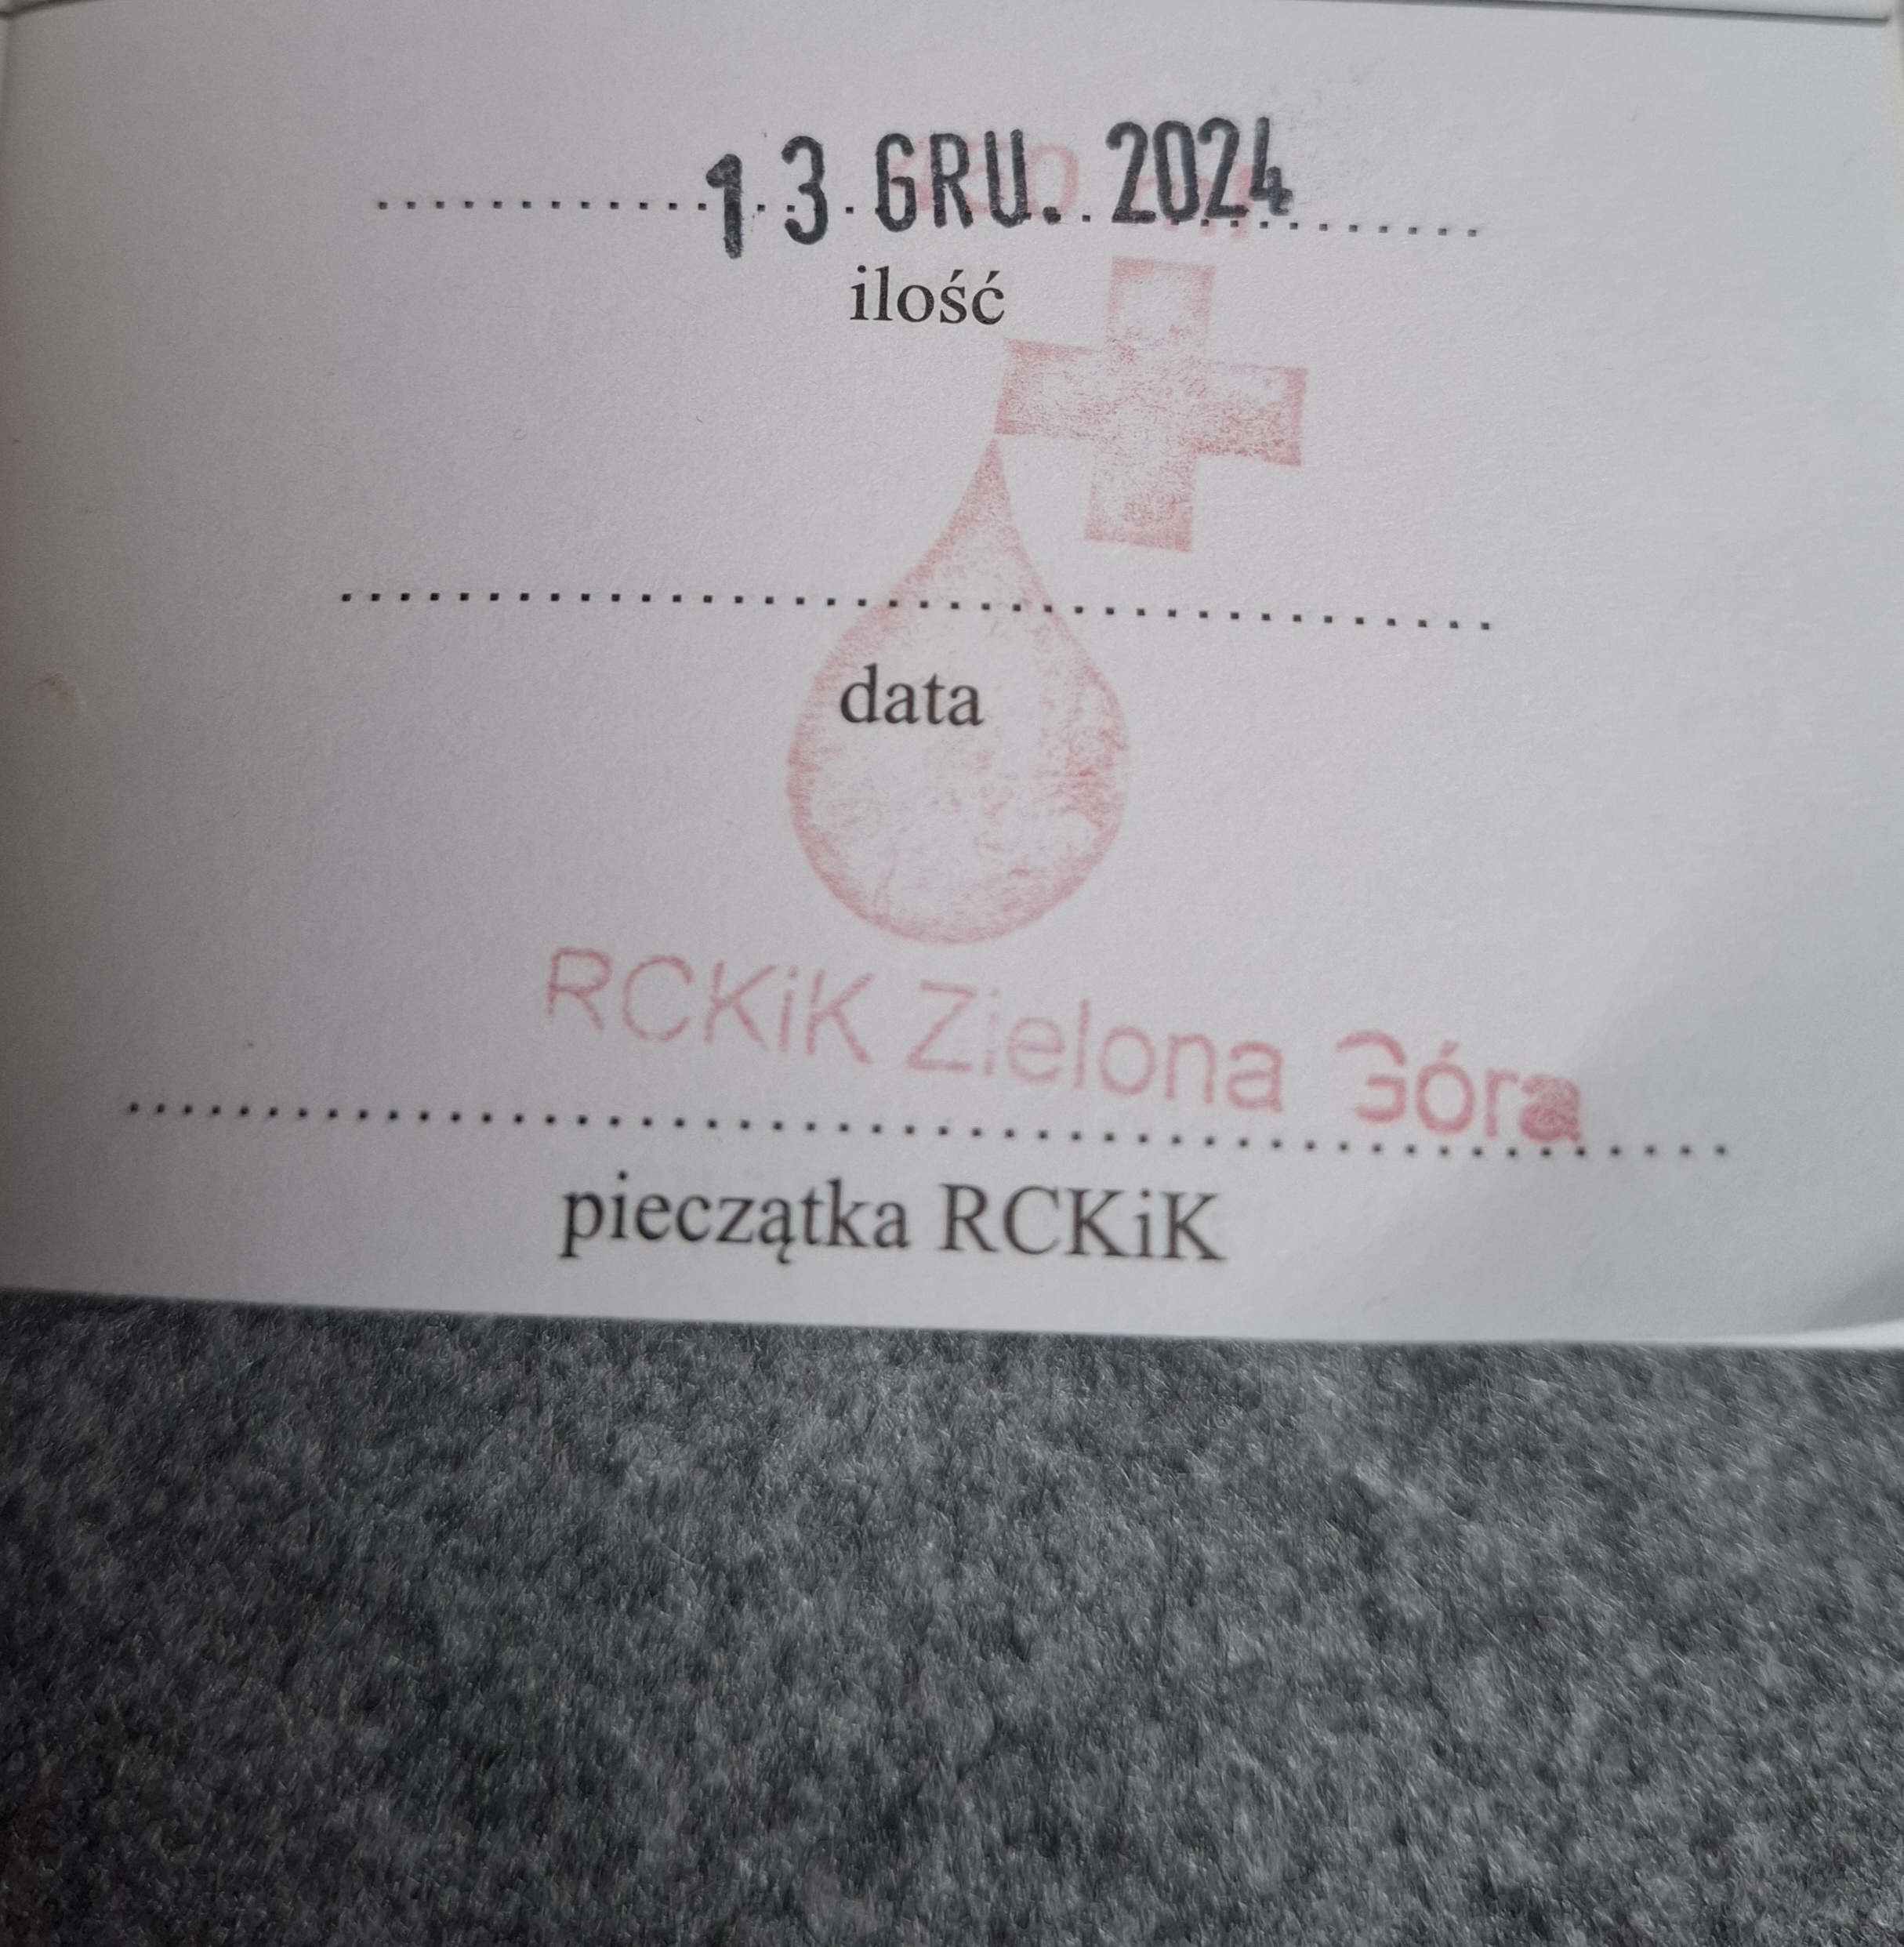 13 GRU. 2024
ilość
data
RCKiK Zielona Góra
pieczątka RCKiK